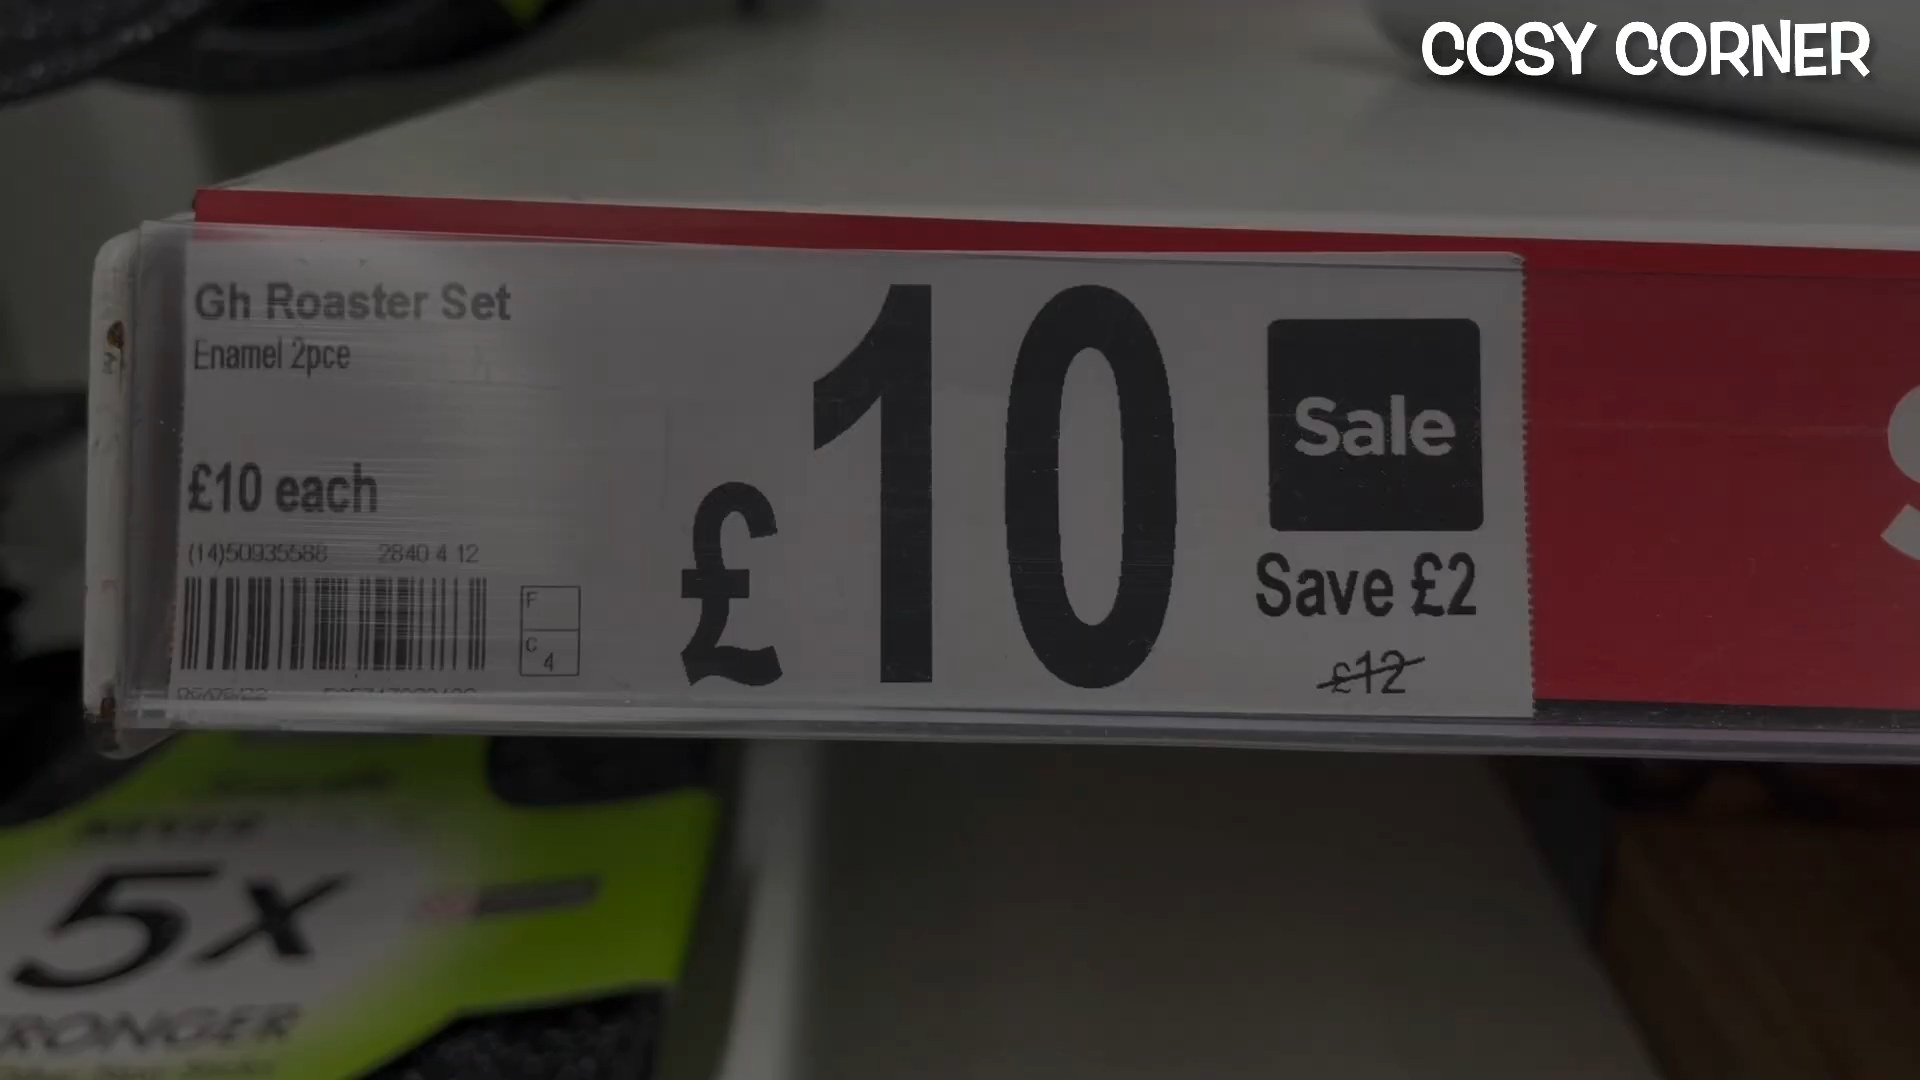 COSY CORNER
Gh Roaster Set
Enamel 2pce
£10 each
(14)50935588 2840 4 12
F
C
4
£10
Sale
Save £2
£12
5x